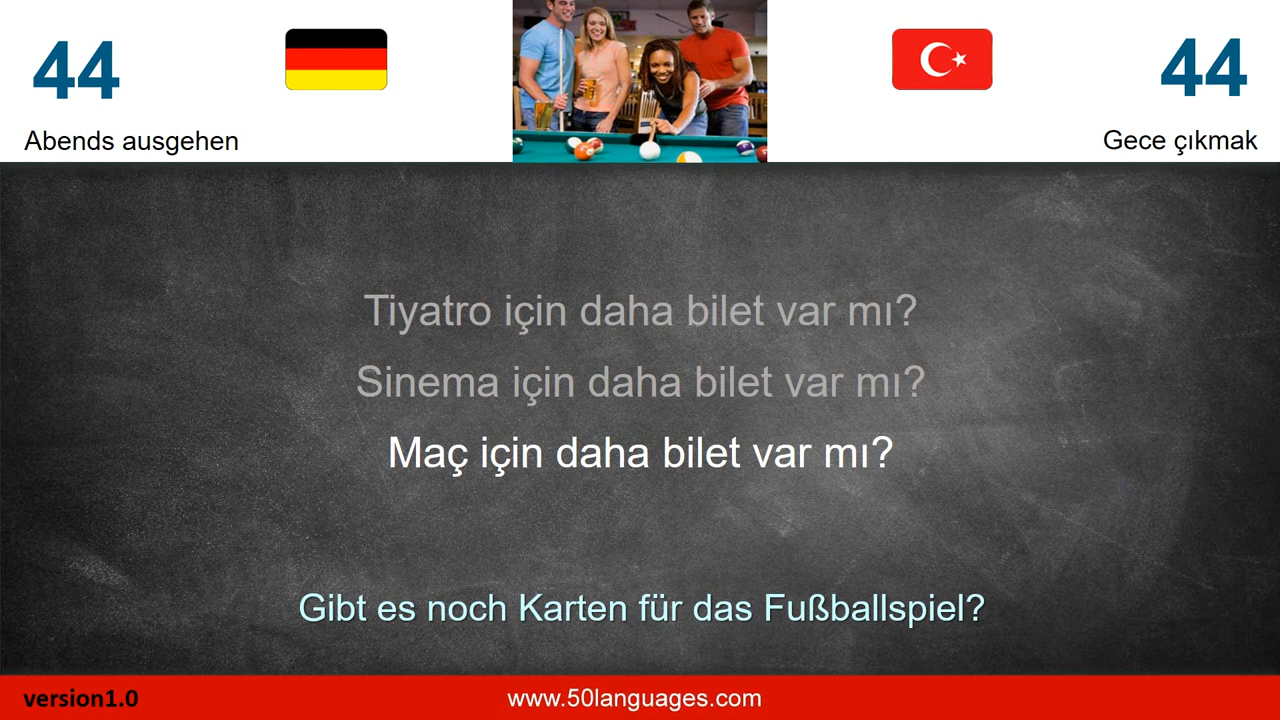 44
44
Abends ausgehen
Gece çıkmak
Tiyatro için daha bilet var mı?
Sinema için daha bilet var mı?
Maç için daha bilet var mı?
Gibt es noch Karten für das Fußballspiel?
version1.0
www.50languages.com